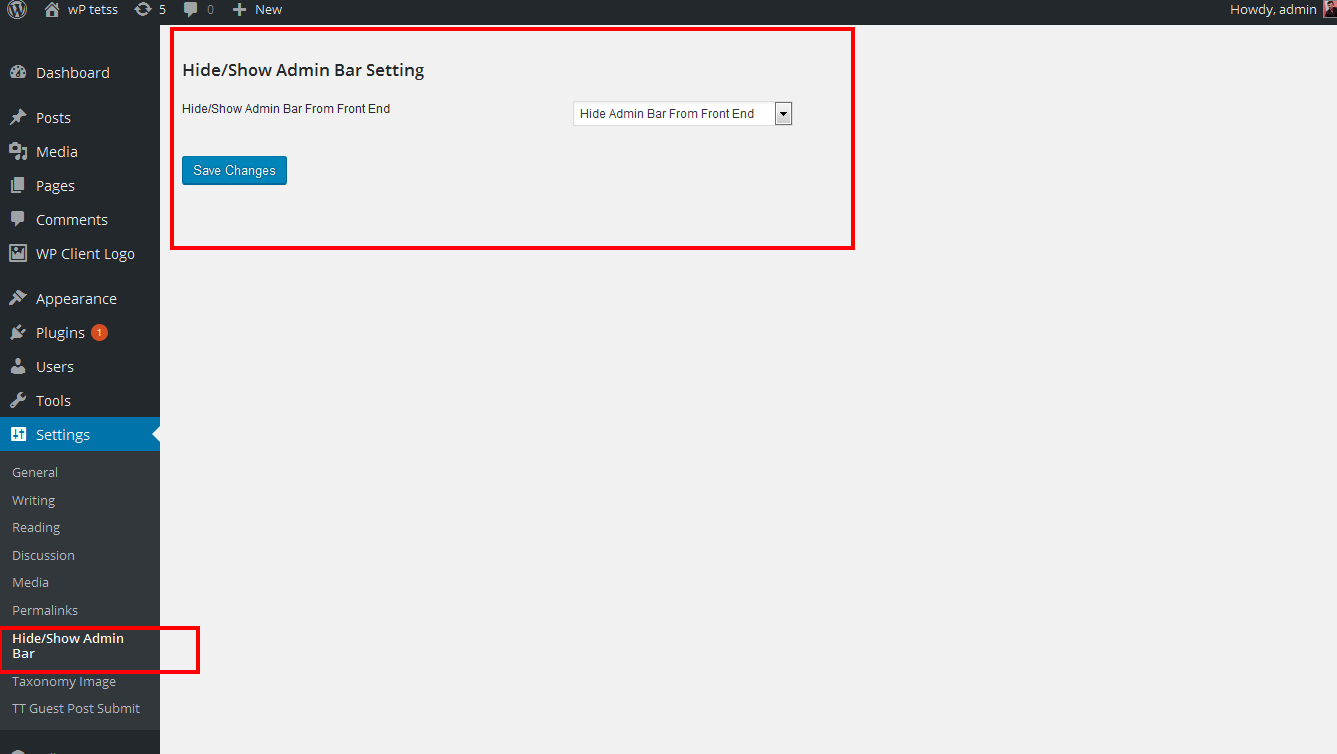 wP tetss 5 0 New Howdy, admin
Dashboard
Posts
Media
Pages
Comments
WP Client Logo
Appearance
Plugins 1
Users
Tools
Settings
General
Writing
Reading
Discussion
Media
Permalinks
Hide/Show Admin
Bar
Taxonomy Image
TT Guest Post Submit
Hide/Show Admin Bar Setting
Hide/Show Admin Bar From Front End Hide Admin Bar From Front End
Save Changes